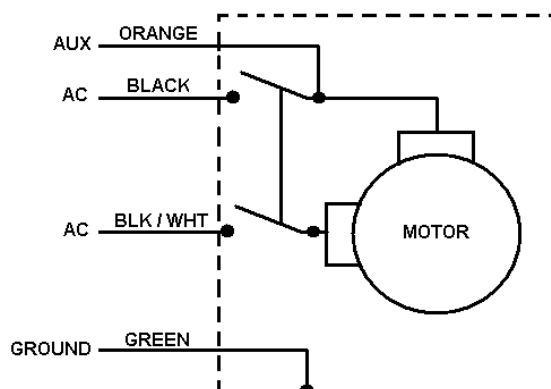 AUX ORANGE
AC BLACK
AC BLK / WHT
MOTOR
GROUND GREEN